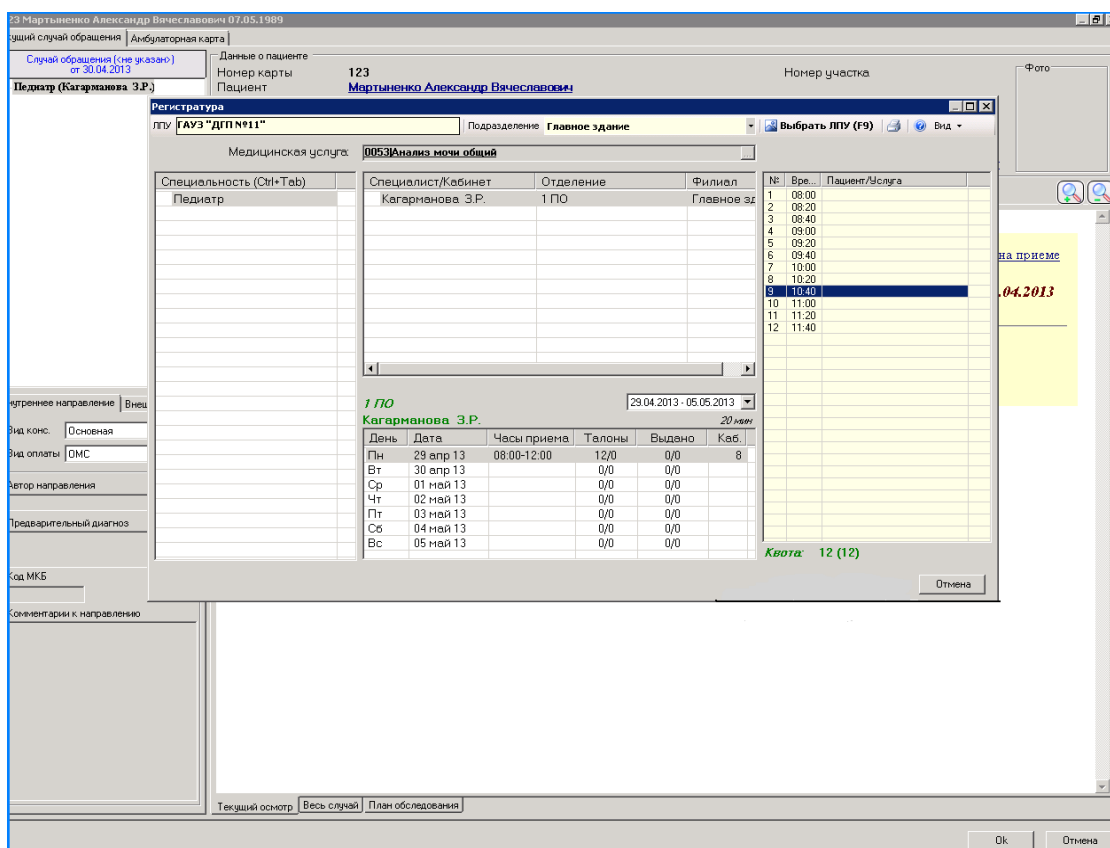 23 Мартыненко Александр Вячеславович 07.05.1989
ущий случай обращения Амбулаторная карта
Случай обращения (<не указан>)
от 30.04.2013
Педиатр (Кагарманова З.Р.)
Данные о пациенте
Номер карты 123 Номер участка
Пациент Мартыненко Александр Вячеславович
Фото
Регистратура
ЛПУ ГАУЗ "ДГП №11" Подразделение Главное здание Выбрать ЛПУ (F9) Вид
Медицинская услуга: 0053|Анализ мочи общий
Специальность (Ctrl+Tab)
Педиатр
Специалист/Кабинет Отделение Филиал
Кагарманова З.Р. 1 ПО Главное зд
№ Вре... Пациент/Услуга
1 08:00
2 08:20
3 08:40
4 09:00
5 09:20
6 09:40
7 10:00
8 10:20
9 10:40
10 11:00
11 11:20
12 11:40
на приеме
.04.2013
1 ПО 29.04.2013 - 05.05.2013
Кагарманова З.Р. 20 мин
День Дата Часы приема Талоны Выдано Каб.
Пн 29 апр 13 08:00-12:00 12/0 0/0 8
Вт 30 апр 13 0/0 0/0
Ср 01 май 13 0/0 0/0
Чт 02 май 13 0/0 0/0
Пт 03 май 13 0/0 0/0
Сб 04 май 13 0/0 0/0
Вс 05 май 13 0/0 0/0
Квота: 12 (12)
Отмена
нутреннее направление Внеш
Вид конс. Основная
Вид оплаты ОМС
Автор направления
Предварительный диагноз
Код МКБ
Комментарии к направлению
Текущий осмотр Весь случай План обследования
Ok Отмена